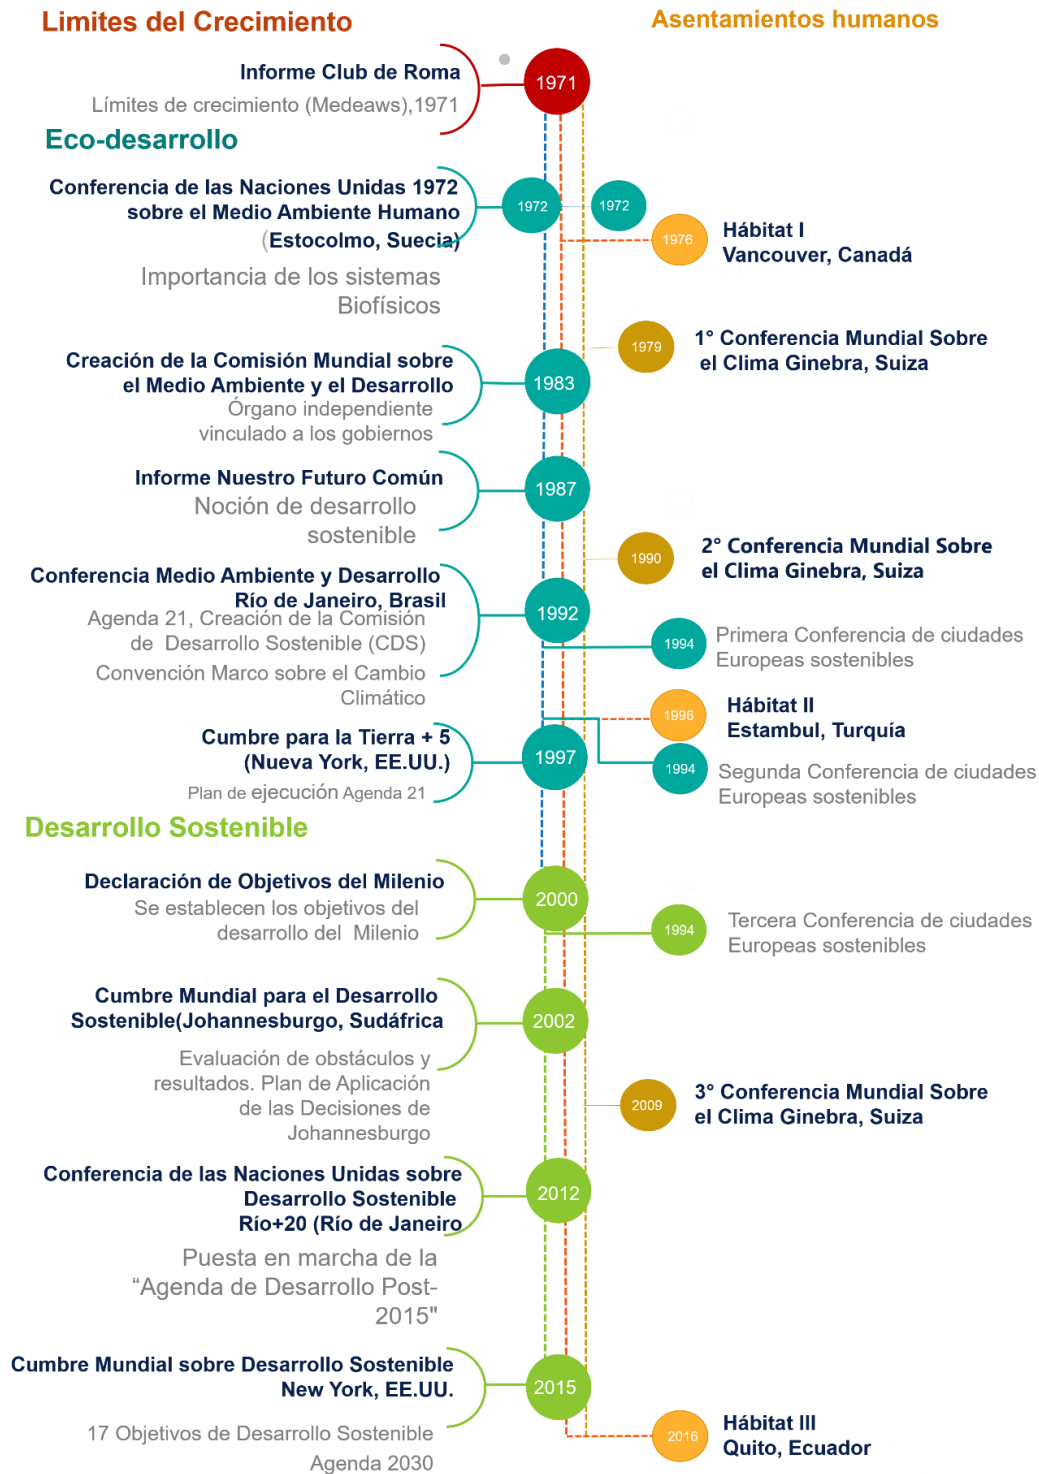 Limites del Crecimiento
Asentamientos humanos
Informe Club de Roma
Límites de crecimiento (Medeaws),1971
1971
Eco-desarrollo
Conferencia de las Naciones Unidas 1972
sobre el Medio Ambiente Humano
(Estocolmo, Suecia)
1972
1972
Importancia de los sistemas
Biofísicos
1976
Hábitat I
Vancouver, Canadá
1979
1° Conferencia Mundial Sobre
el Clima Ginebra, Suiza
Creación de la Comisión Mundial sobre
el Medio Ambiente y el Desarrollo
Órgano independiente
vinculado a los gobiernos
1983
Informe Nuestro Futuro Común
Noción de desarrollo
sostenible
1987
1990
2° Conferencia Mundial Sobre
el Clima Ginebra, Suiza
Conferencia Medio Ambiente y Desarrollo
Río de Janeiro, Brasil
Agenda 21, Creación de la Comisión
de Desarrollo Sostenible (CDS)
Convención Marco sobre el Cambio
Climático
1992
1994
Primera Conferencia de ciudades
Europeas sostenibles
1996
Hábitat II
Estambul, Turquía
Cumbre para la Tierra + 5
(Nueva York, EE.UU.)
Plan de ejecución Agenda 21
1997
1994
Segunda Conferencia de ciudades
Europeas sostenibles
Desarrollo Sostenible
Declaración de Objetivos del Milenio
Se establecen los objetivos del
desarrollo del Milenio
2000
1994
Tercera Conferencia de ciudades
Europeas sostenibles
Cumbre Mundial para el Desarrollo
Sostenible(Johannesburgo, Sudáfrica
Evaluación de obstáculos y
resultados. Plan de Aplicación
de las Decisiones de
Johannesburgo
2002
2009
3° Conferencia Mundial Sobre
el Clima Ginebra, Suiza
Conferencia de las Naciones Unidas sobre
Desarrollo Sostenible
Río+20 (Río de Janeiro
2012
Puesta en marcha de la
“Agenda de Desarrollo Post-
2015"
Cumbre Mundial sobre Desarrollo Sostenible
New York, EE.UU.
2015
17 Objetivos de Desarrollo Sostenible
Agenda 2030
2016
Hábitat III
Quito, Ecuador